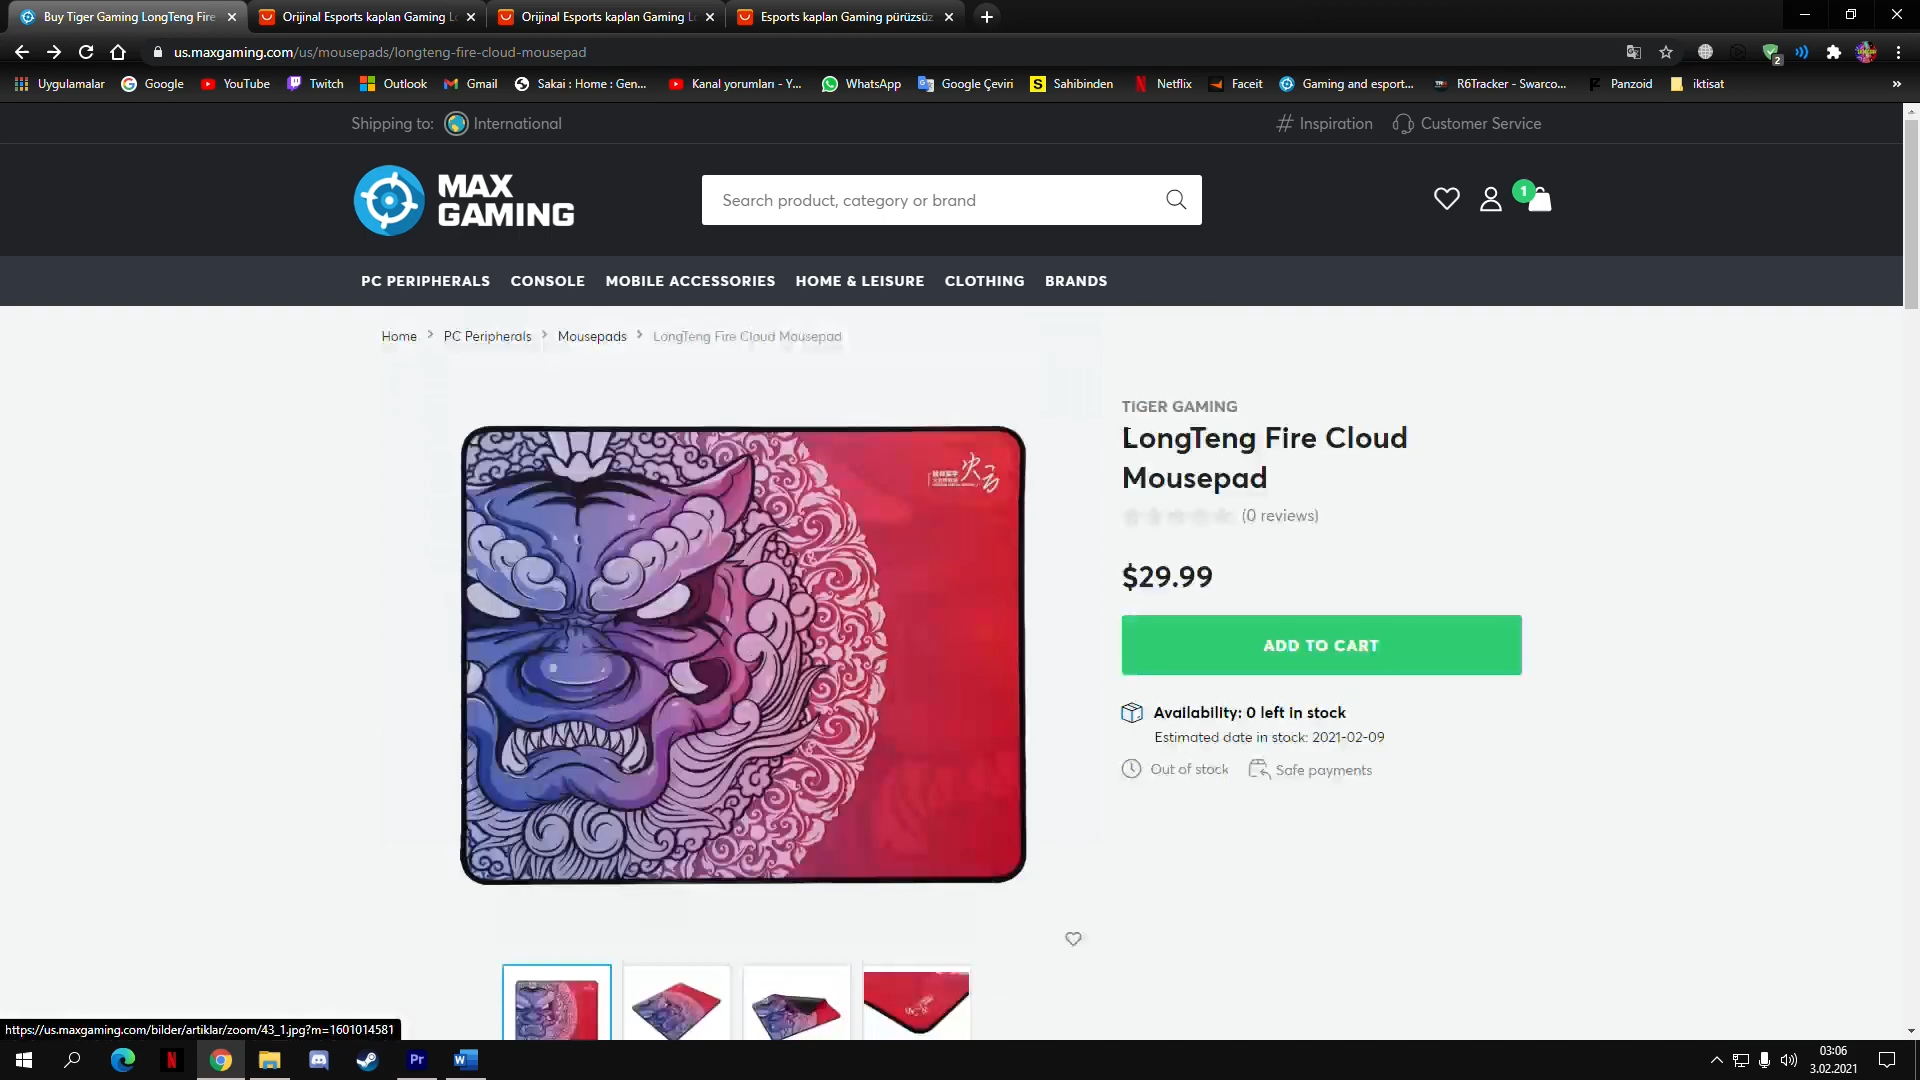 Buy Tiger Gaming LongTeng Fire
Orijinal Esports kaplan Gaming Lo
Orijinal Esports kaplan Gaming Lo
Esports kaplan Gaming pürüzsüz
us.maxgaming.com/us/mousepads/longteng-fire-cloud-mousepad
2
Uygulamalar
Google
YouTube
Twitch
Outlook
Gmail
Sakai : Home : Gen...
Kanal yorumları - Y...
WhatsApp
Google Çeviri
Sahibinden
Netflix
Faceit
Gaming and esport...
R6Tracker - Swarco...
Panzoid
iktisat
»
Shipping to: International
# Inspiration
Customer Service
MAX
GAMING
Search product, category or brand
1
PC PERIPHERALS CONSOLE MOBILE ACCESSORIES HOME & LEISURE CLOTHING BRANDS
Home > PC Peripherals > Mousepads > LongTeng Fire Cloud Mousepad
火云
TIGER GAMING
LongTeng Fire Cloud
Mousepad
(0 reviews)
$29.99
ADD TO CART
Availability: 0 left in stock
Estimated date in stock: 2021-02-09
Out of stock
Safe payments
https://us.maxgaming.com/bilder/artiklar/zoom/43_1.jpg?m=1601014581
Pr
W
03:06
3.02.2021